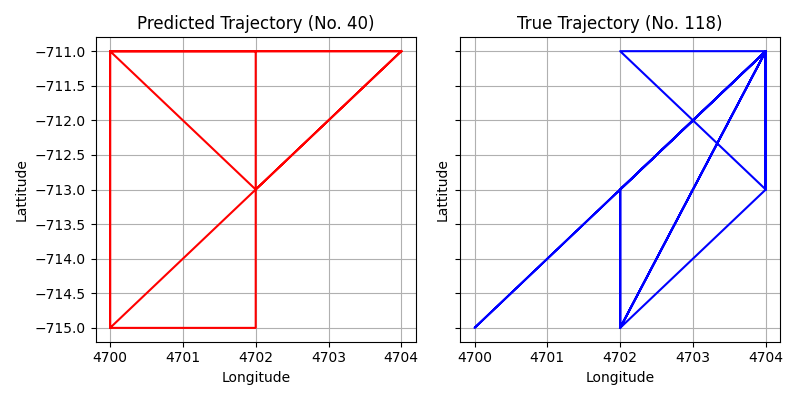 Predicted Trajectory (No. 40)
True Trajectory (No. 118)
−711.0
−711.5
−712.0
−712.5
−713.0
−713.5
−714.0
−714.5
−715.0
Lattitude
Lattitude
4700 4701 4702 4703 4704
4700 4701 4702 4703 4704
Longitude
Longitude